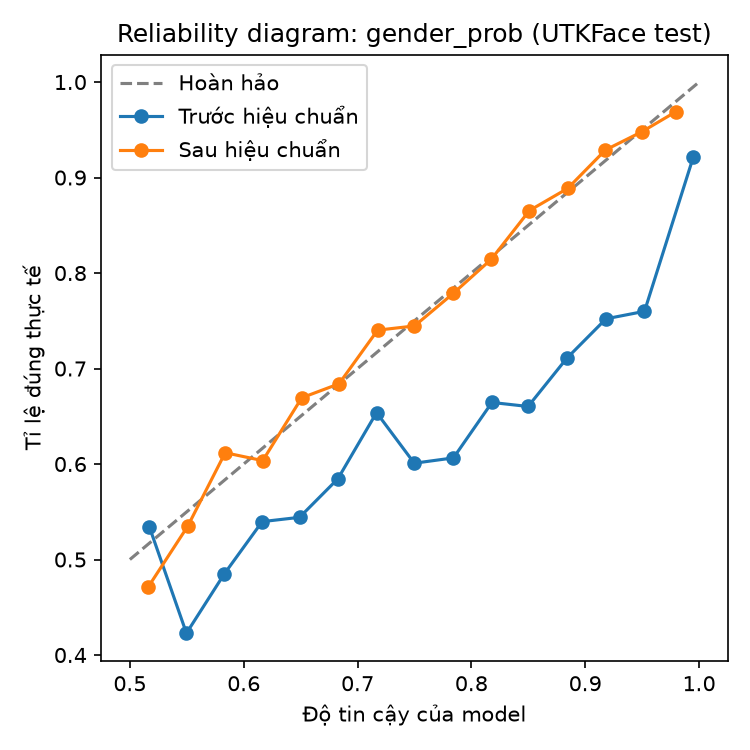 Reliability diagram: gender_prob (UTKFace test)
Hoàn hảo
Trước hiệu chuẩn
Sau hiệu chuẩn
1.0
0.9
0.8
0.7
0.6
0.5
0.4
Tỉ lệ đúng thực tế
0.5 0.6 0.7 0.8 0.9 1.0
Độ tin cậy của model